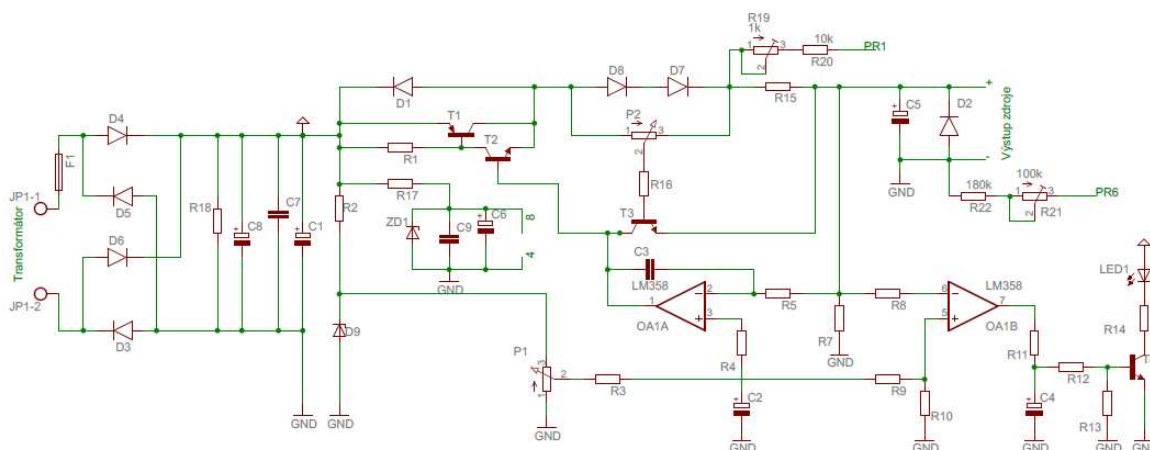 R19
1k
1
3
2
10k
R20
PR1
D8
D7
R15
D1
T1
T2
R1
P2
1
3
2
R16
C5
D2
+
-
Výstup zdroje
GND
180k
R22
100k
1
3
2
R21
PR6
D4
F1
JP1-1
D5
Transformátor
D6
JP1-2
D3
R18
C8
C7
C1
R2
R17
ZD1
C9
C6
8
4
GND
T3
C3
LM358
1
2
3
OA1A
R5
R8
R7
GND
LM358
6
5
7
OA1B
LED1
R14
R11
R12
D9
P1
3
2
1
R3
R4
C2
R9
R10
C4
R13
GND
GND
GND
GND
GND
GND
GND
GND